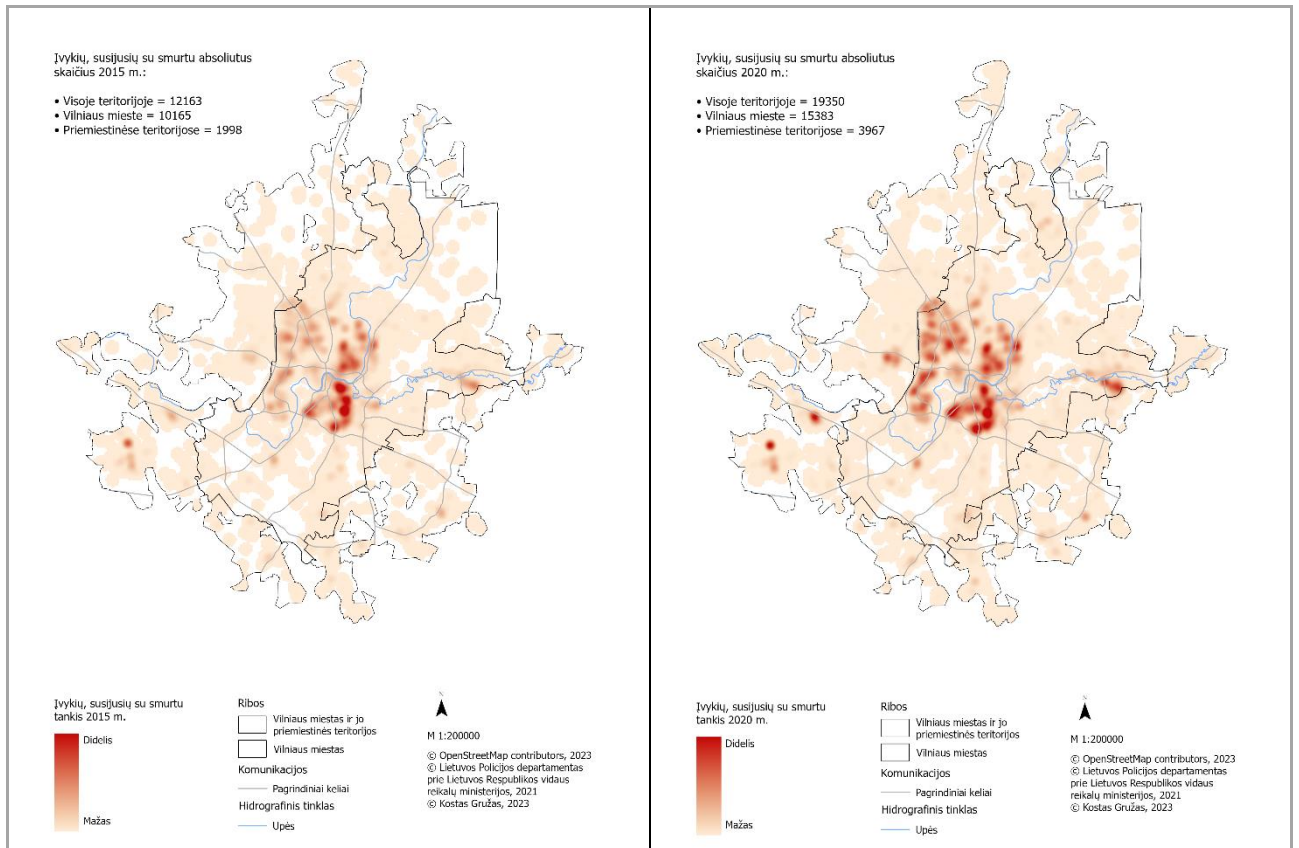 Įvykių, susijusių su smurtu absoliutus
skaičius 2015 m.:
• Visoje teritorijoje = 12163
• Vilniaus mieste = 10165
• Priemiestinėse teritorijose = 1998
Įvykių, susijusių su smurtu
tankis 2015 m.
Didelis
Mažas
Ribos
Vilniaus miestas ir jo
priemiestinės teritorijos
Vilniaus miestas
Komunikacijos
Pagrindiniai keliai
Hidrografinis tinklas
Upės
N
M 1:200000
© OpenStreetMap contributors, 2023
© Lietuvos Policijos departamentas
prie Lietuvos Respublikos vidaus
reikalų ministerijos, 2021
© Kostas Gružas, 2023
Įvykių, susijusių su smurtu absoliutus
skaičius 2020 m.:
• Visoje teritorijoje = 19350
• Vilniaus mieste = 15383
• Priemiestinėse teritorijose = 3967
Įvykių, susijusių su smurtu
tankis 2020 m.
Didelis
Mažas
Ribos
Vilniaus miestas ir jo
priemiestinės teritorijos
Vilniaus miestas
Komunikacijos
Pagrindiniai keliai
Hidrografinis tinklas
Upės
N
M 1:200000
© OpenStreetMap contributors, 2023
© Lietuvos Policijos departamentas
prie Lietuvos Respublikos vidaus
reikalų ministerijos, 2021
© Kostas Gružas, 2023